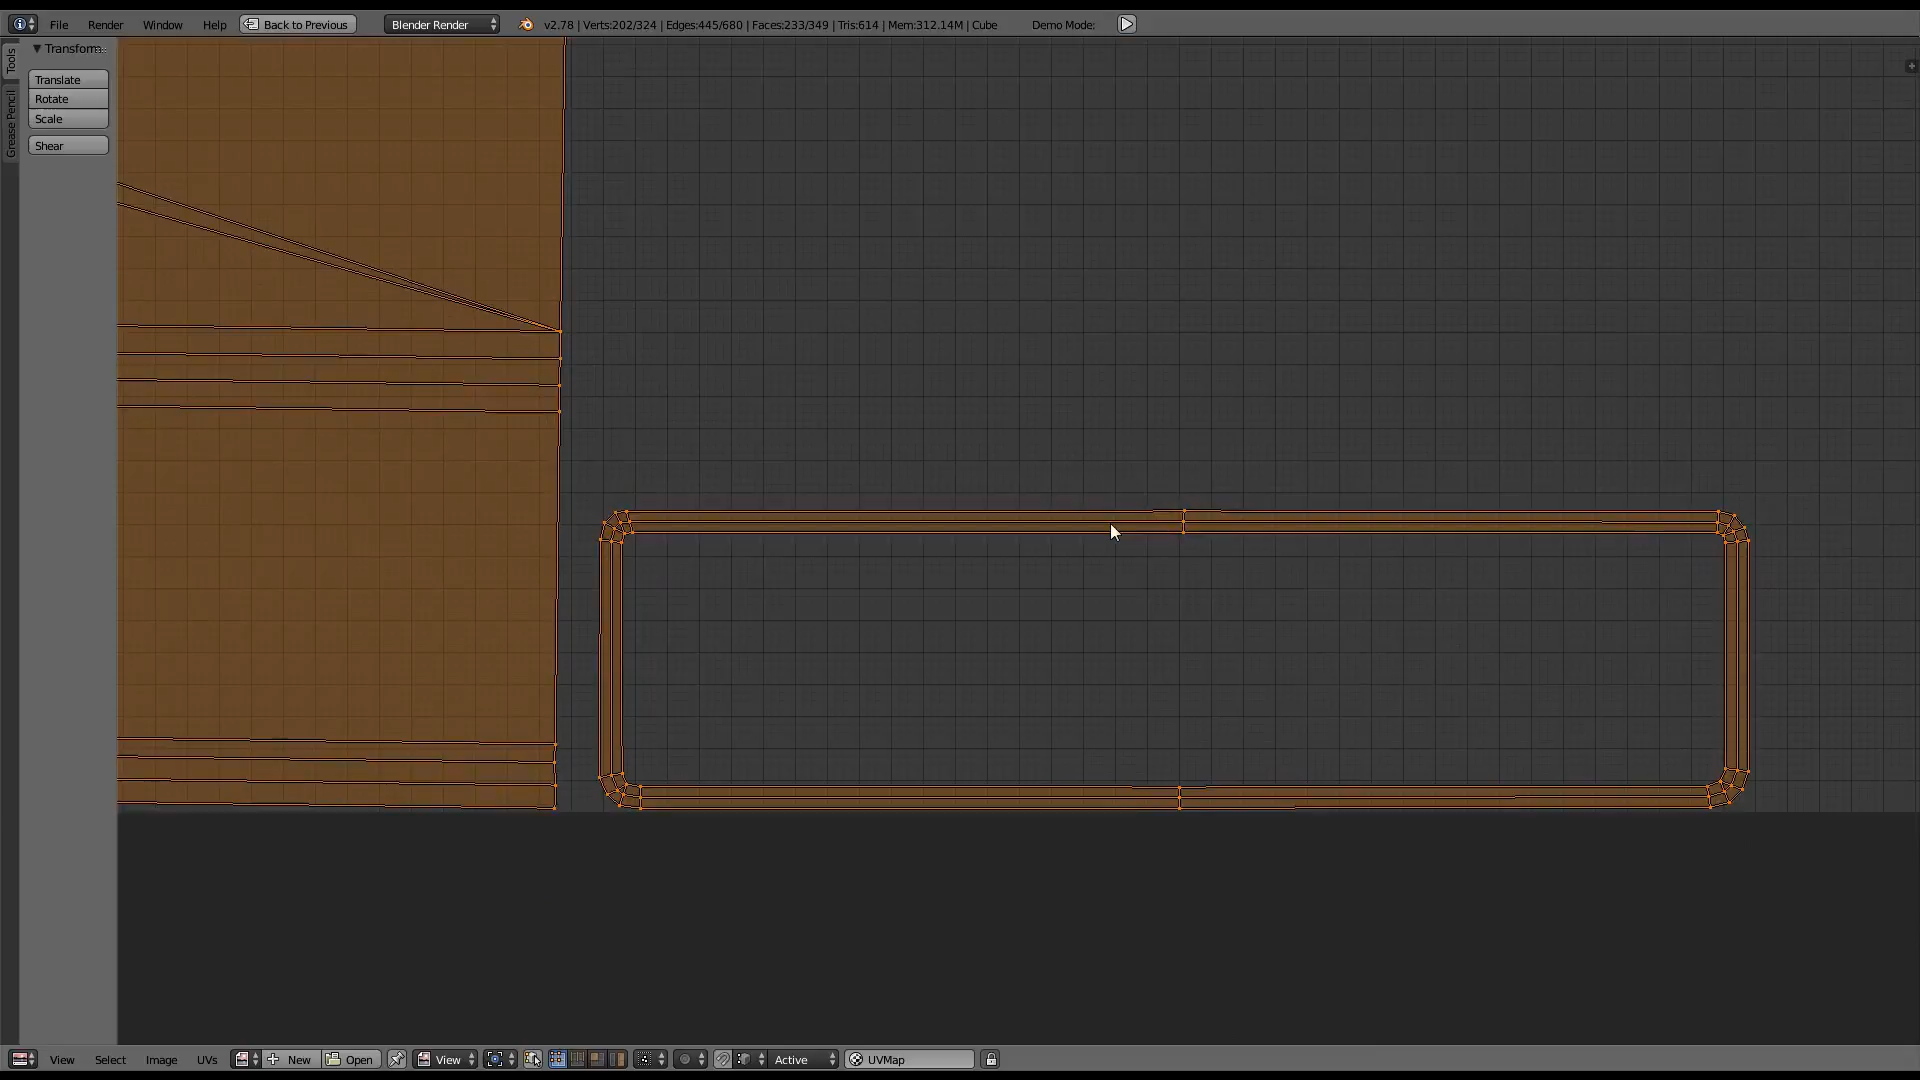 File Render Window Help Back to Previous Blender Render v2.78 | Verts:202/324 | Edges:445/680 | Faces:233/349 | Tris:614 | Mem:312.14M | Cube Demo Mode:
Tools
Grease Pencil
Transform
Translate
Rotate
Scale
Shear
View Select Image UVs New Open View Active UVMap